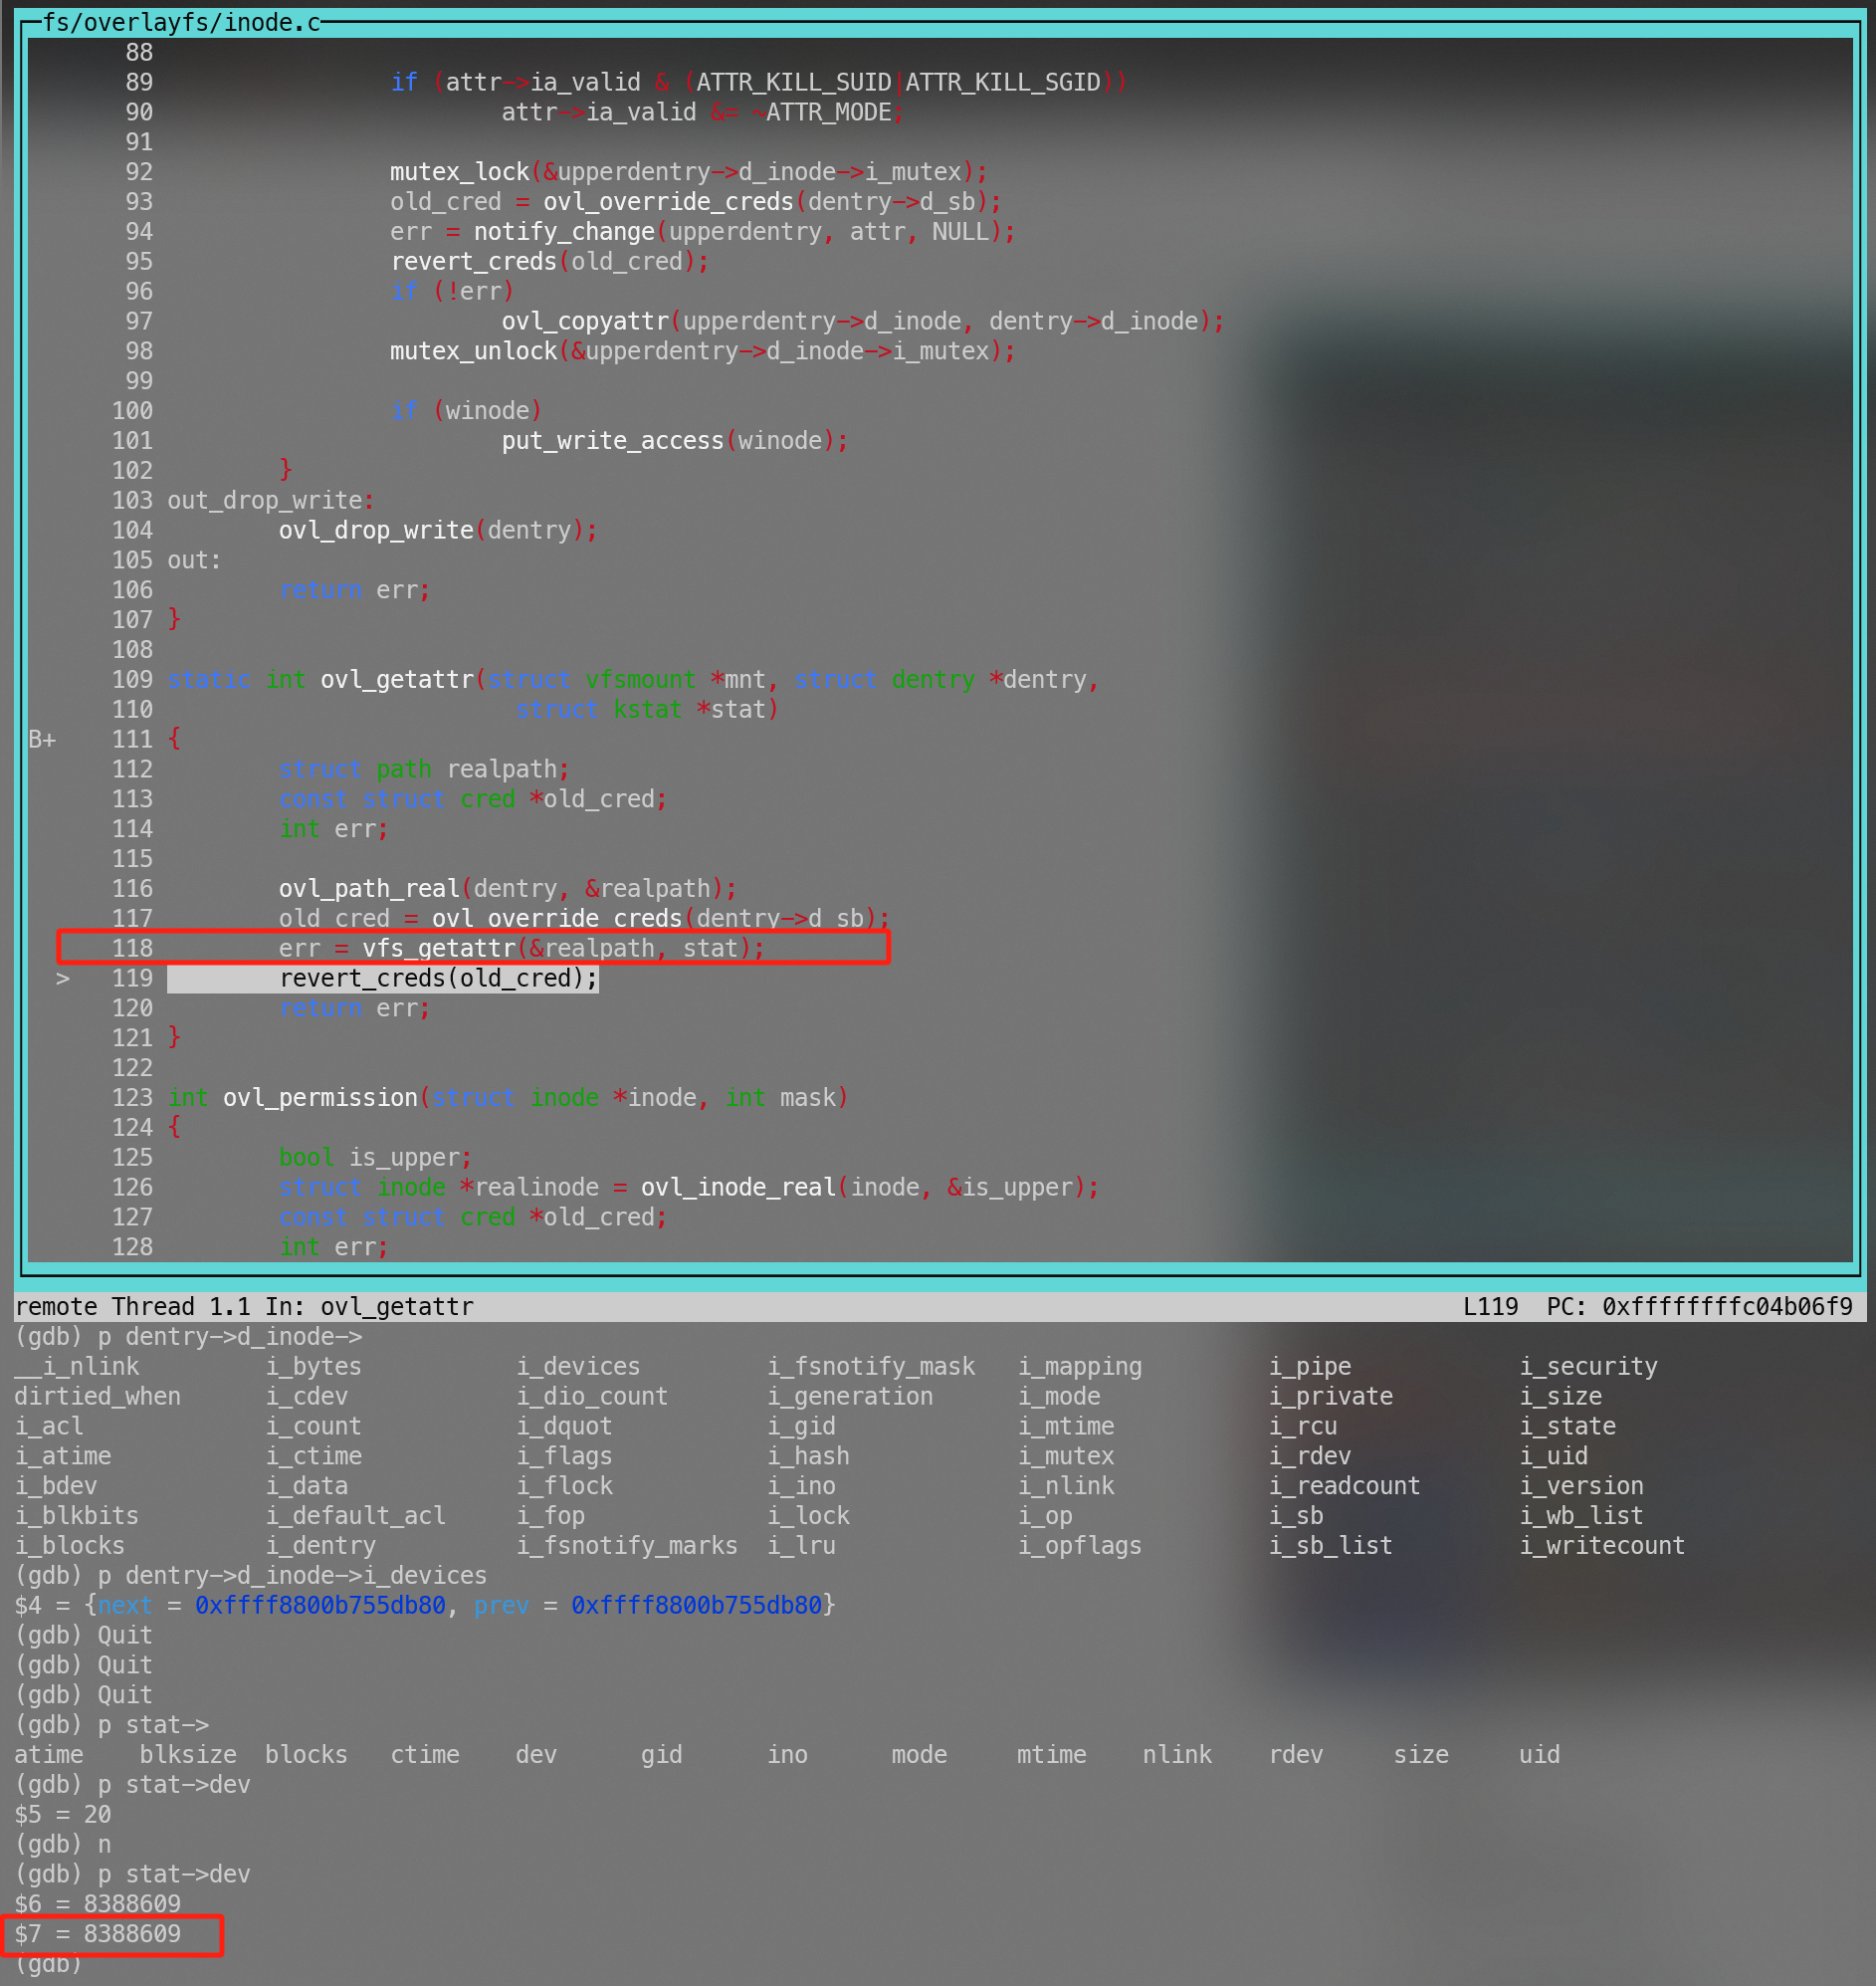 fs/overlayfs/inode.c
88
89 if (attr->ia_valid & (ATTR_KILL_SUID|ATTR_KILL_SGID))
90 attr->ia_valid &= ~ATTR_MODE;
91
92 mutex_lock(&upperdentry->d_inode->i_mutex);
93 old_cred = ovl_override_creds(dentry->d_sb);
94 err = notify_change(upperdentry, attr, NULL);
95 revert_creds(old_cred);
96 if (!err)
97 ovl_copyattr(upperdentry->d_inode, dentry->d_inode);
98 mutex_unlock(&upperdentry->d_inode->i_mutex);
99
100 if (winode)
101 put_write_access(winode);
102 }
103 out_drop_write:
104 ovl_drop_write(dentry);
105 out:
106 return err;
107 }
108
109 static int ovl_getattr(struct vfsmount *mnt, struct dentry *dentry,
110 struct kstat *stat)
B+ 111 {
112 struct path realpath;
113 const struct cred *old_cred;
114 int err;
115
116 ovl_path_real(dentry, &realpath);
117 old_cred = ovl_override_creds(dentry->d_sb);
118 err = vfs_getattr(&realpath, stat);
> 119 revert_creds(old_cred);
120 return err;
121 }
122
123 int ovl_permission(struct inode *inode, int mask)
124 {
125 bool is_upper;
126 struct inode *realinode = ovl_inode_real(inode, &is_upper);
127 const struct cred *old_cred;
128 int err;
remote Thread 1.1 In: ovl_getattr L119 PC: 0xffffffffc04b06f9
(gdb) p dentry->d_inode->
__i_nlink i_bytes i_devices i_fsnotify_mask i_mapping i_pipe i_security
dirtied_when i_cdev i_dio_count i_generation i_mode i_private i_size
i_acl i_count i_dquot i_gid i_mtime i_rcu i_state
i_atime i_ctime i_flags i_hash i_mutex i_rdev i_uid
i_bdev i_data i_flock i_ino i_nlink i_readcount i_version
i_blkbits i_default_acl i_fop i_lock i_op i_sb i_wb_list
i_blocks i_dentry i_fsnotify_marks i_lru i_opflags i_sb_list i_writecount
(gdb) p dentry->d_inode->i_devices
$4 = {next = 0xffff8800b755db80, prev = 0xffff8800b755db80}
(gdb) Quit
(gdb) Quit
(gdb) Quit
(gdb) p stat->
atime blksize blocks ctime dev gid ino mode mtime nlink rdev size uid
(gdb) p stat->dev
$5 = 20
(gdb) n
(gdb) p stat->dev
$6 = 8388609
$7 = 8388609
(gdb)